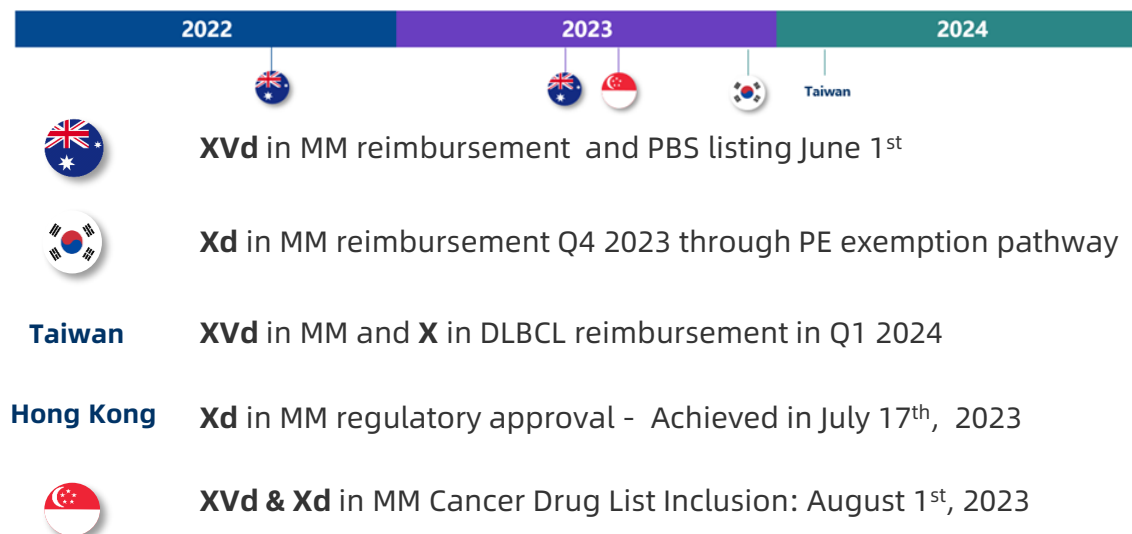 2022 2023 2024
Taiwan
XVd in MM reimbursement and PBS listing June 1st
Xd in MM reimbursement Q4 2023 through PE exemption pathway
Taiwan XVd in MM and X in DLBCL reimbursement in Q1 2024
Hong Kong Xd in MM regulatory approval - Achieved in July 17th, 2023
XVd & Xd in MM Cancer Drug List Inclusion: August 1st, 2023